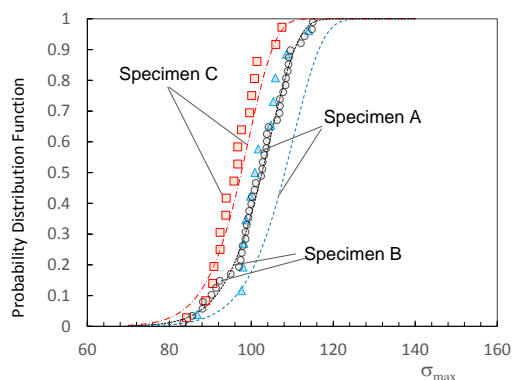 Probability Distribution Function
1
0.9
0.8
0.7
0.6
0.5
0.4
0.3
0.2
0.1
0
Specimen C
Specimen A
Specimen B
60 80 100 120 140 160
σmax